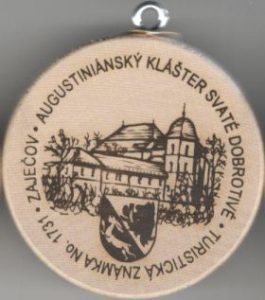 ZAJEČOV • AUGUSTINIÁNSKÝ KLÁŠTER SVATÉ DOBROTIVÉ • TURISTICKÁ ZNÁMKA No. 1731 •